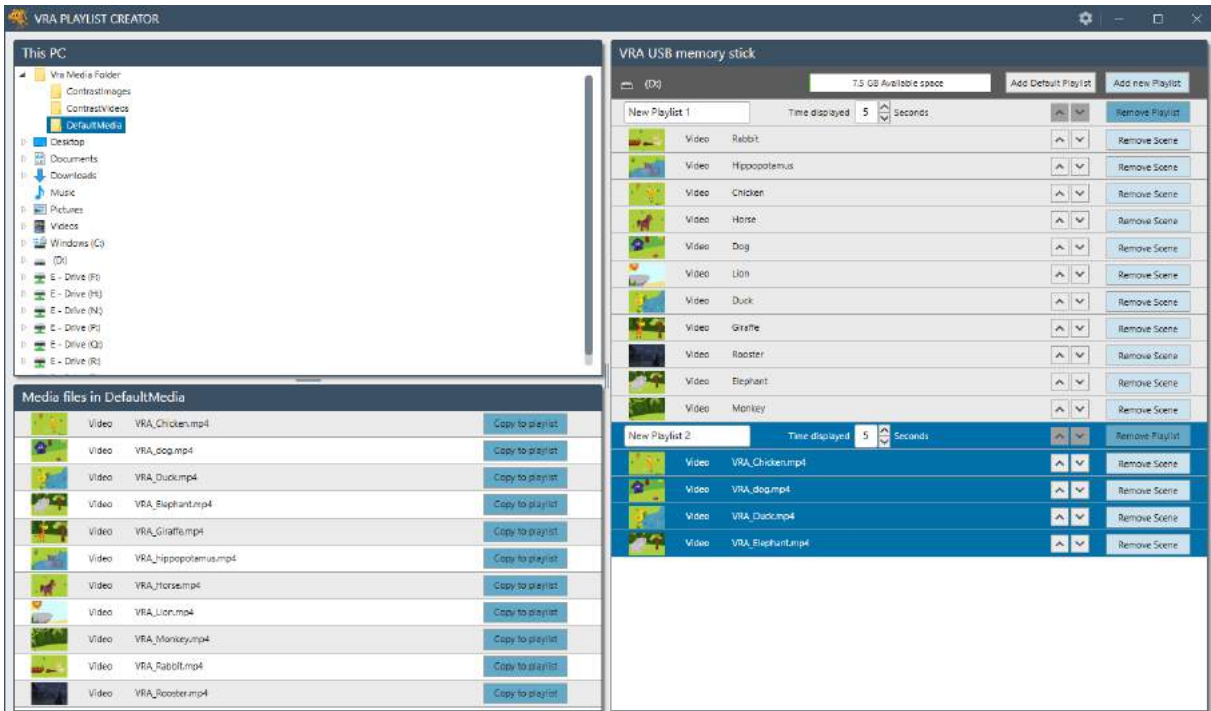 VRA PLAYLIST CREATOR
This PC
Vra Media Folder
ContrastImages
ContrastVideos
DefaultMedia
Desktop
Documents
Downloads
Music
Pictures
Videos
Windows (C:)
(D:)
E - Drive (F:)
E - Drive (H:)
E - Drive (N:)
E - Drive (P:)
E - Drive (Q:)
E - Drive (R:)
Media files in DefaultMedia
Video VRA_Chicken.mp4 Copy to playlist
Video VRA_dog.mp4 Copy to playlist
Video VRA_Duck.mp4 Copy to playlist
Video VRA_Elephant.mp4 Copy to playlist
Video VRA_Giraffe.mp4 Copy to playlist
Video VRA_hippopotemus.mp4 Copy to playlist
Video VRA_Horse.mp4 Copy to playlist
Video VRA_Lion.mp4 Copy to playlist
Video VRA_Monkey.mp4 Copy to playlist
Video VRA_Rabbit.mp4 Copy to playlist
Video VRA_Rooster.mp4 Copy to playlist
VRA USB memory stick
(D:) 7.5 GB Available space Add Default Playlist Add new Playlist
New Playlist 1 Time displayed 5 Seconds Remove Playlist
Video Rabbit Remove Scene
Video Hippopotemus Remove Scene
Video Chicken Remove Scene
Video Horse Remove Scene
Video Dog Remove Scene
Video Lion Remove Scene
Video Duck Remove Scene
Video Giraffe Remove Scene
Video Rooster Remove Scene
Video Elephant Remove Scene
Video Monkey Remove Scene
New Playlist 2 Time displayed 5 Seconds Remove Playlist
Video VRA_Chicken.mp4 Remove Scene
Video VRA_dog.mp4 Remove Scene
Video VRA_Duck.mp4 Remove Scene
Video VRA_Elephant.mp4 Remove Scene